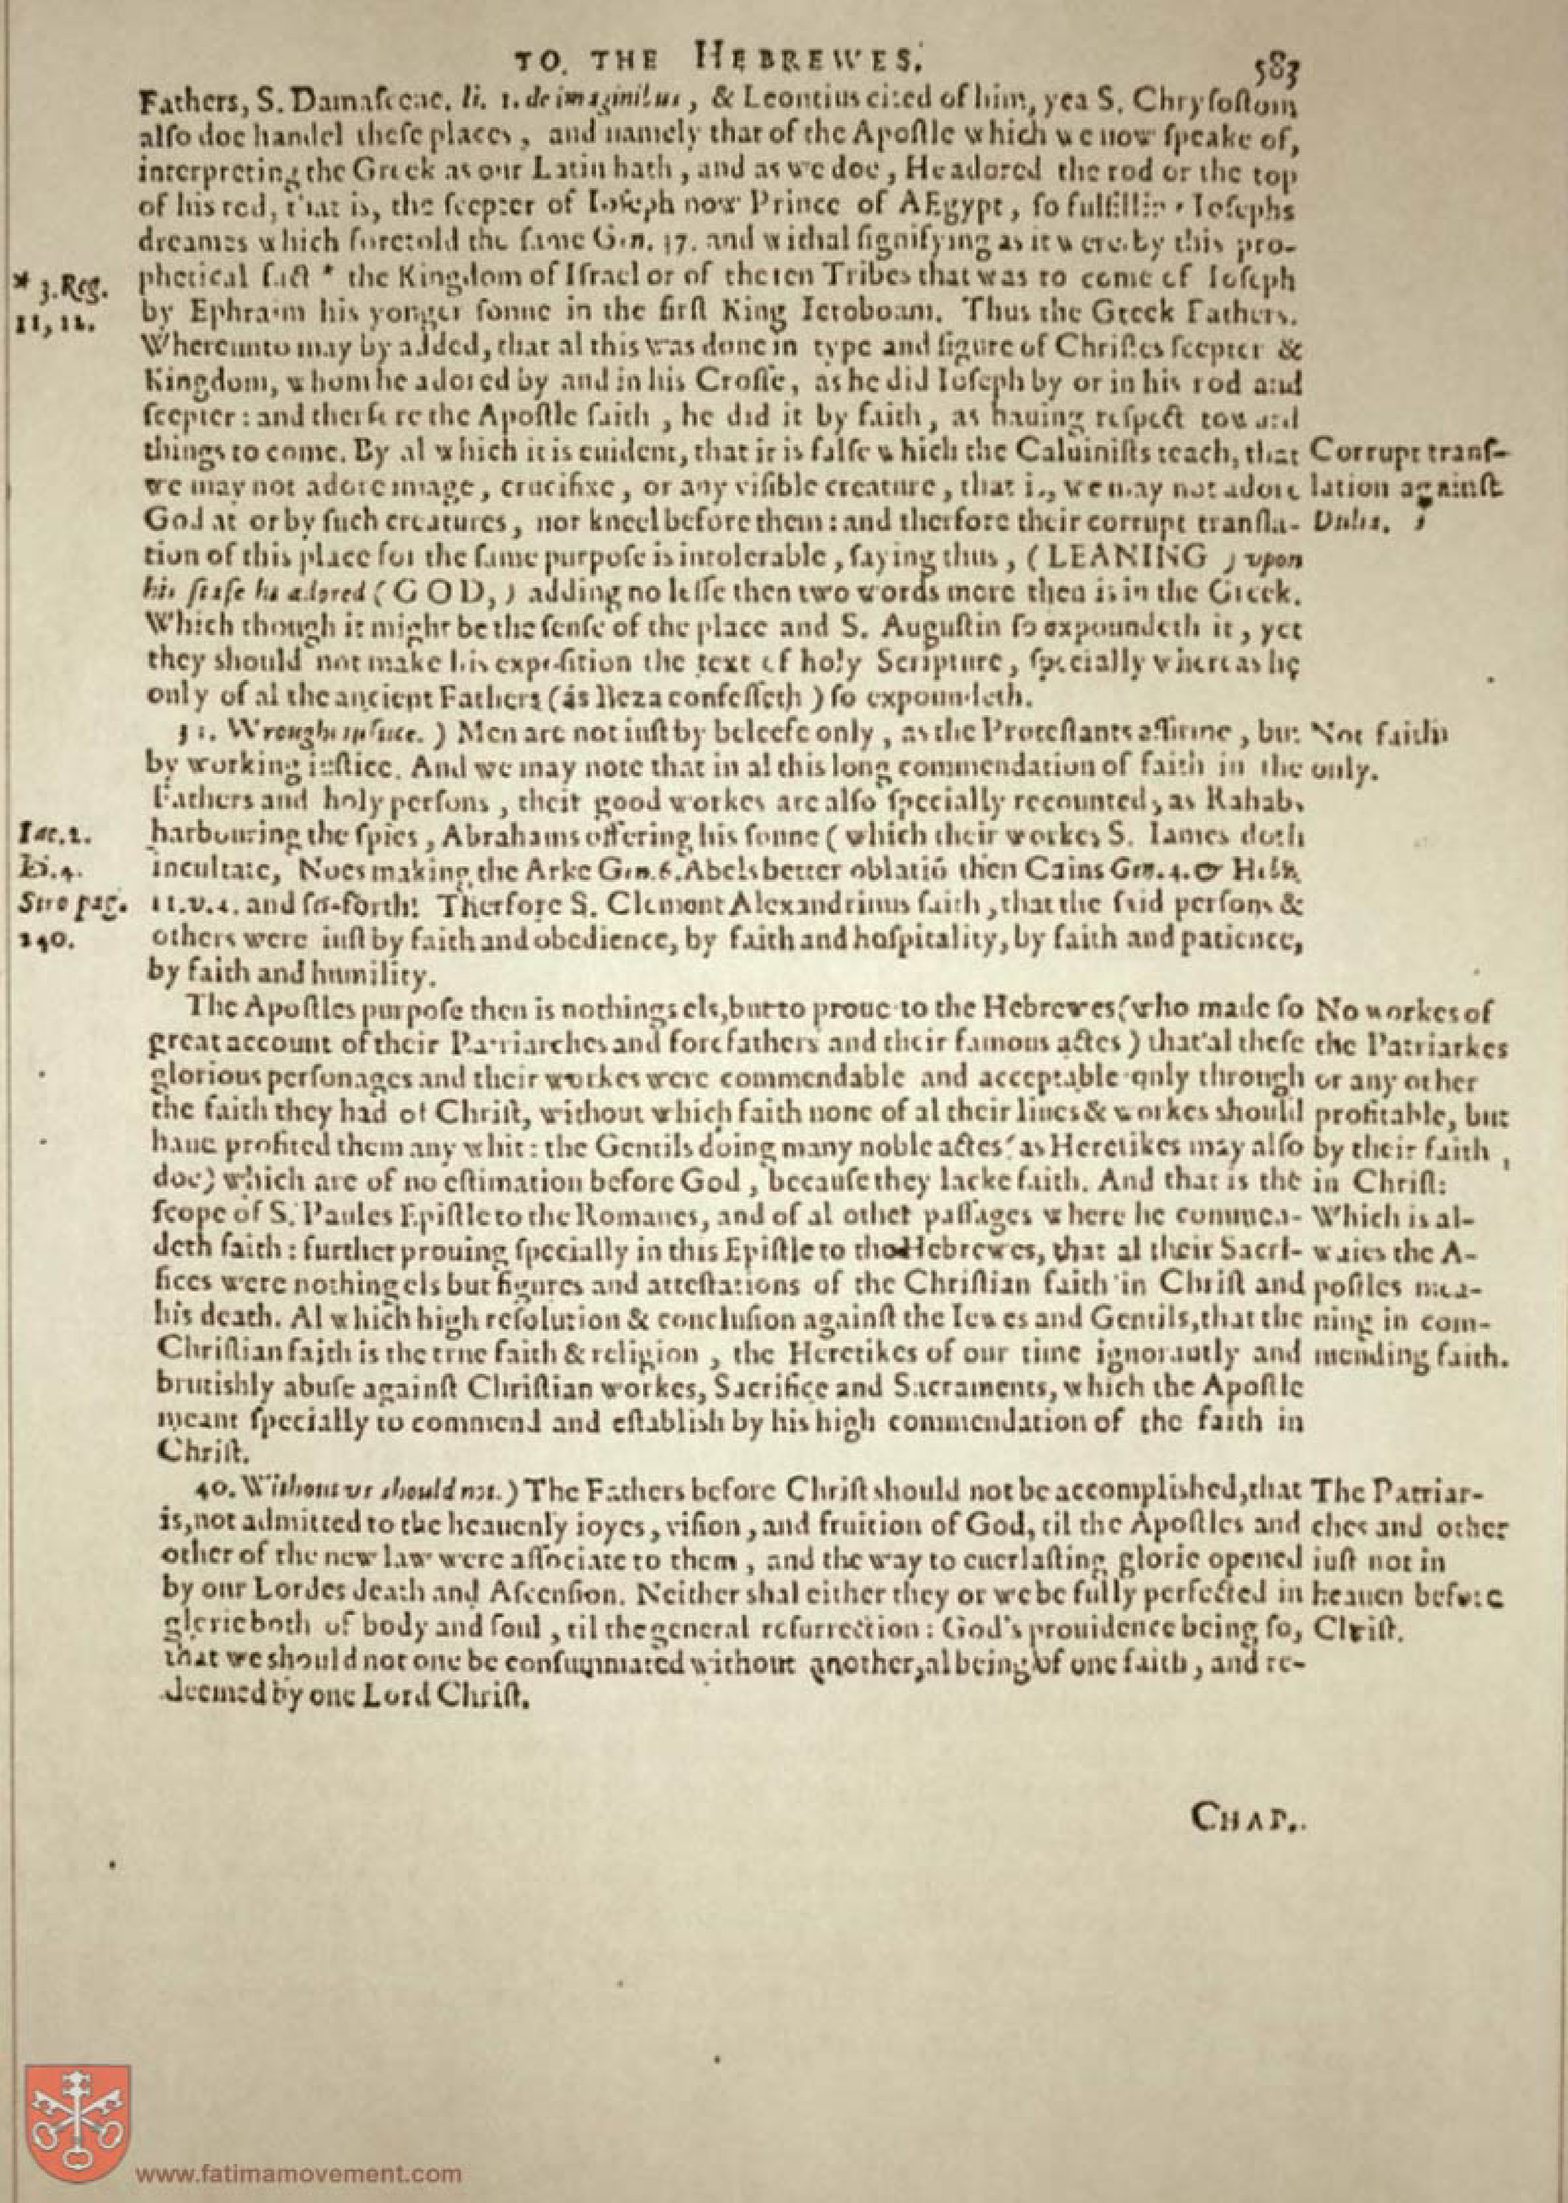 TO THE HEBREWES.
583
Fathers, S. Damascene. li. 1. de imaginibus, & Leontius cited of him, yea S. Chrysostom
also doe handel these places, and namely that of the Apostle which we now speake of,
interpreting the Greek as our Latin hath, and as we doe, He adored the rod or the top
of his rod, that is, the scepter of Ioseph now Prince of AEgypt, so fulfilling Iosephs
dreames which foretold the same Gen. 37. and withal signifying as it were by this pro-
phetical fact * the Kingdom of Israel or of the ten Tribes that was to come of Ioseph
* 3. Reg.
11, 12.
by Ephraim his yonger sonne in the first King Ieroboam. Thus the Greek Fathers.
Whereunto may by added, that al this was done in type and figure of Christes scepter &
Kingdom, whom he adored by and in his Crosse, as he did Ioseph by or in his rod and
scepter: and therfore the Apostle saith, he did it by faith, as hauing respect toward
things to come. By al which it is euident, that it is false which the Caluinists teach, that
we may not adore image, crucifixe, or any visible creature, that is, we may not adore
God at or by such creatures, nor kneel before them: and therfore their corrupt transla-
Corrupt trans-
lation against
tion of this place for the same purpose is intolerable, saying thus, (LEANING) vpon
his staffe he adored (GOD,) adding no lesse then two words more then is in the Greek.
Which though it might be the sense of the place and S. Augustin so expoundeth it, yet
they should not make his exposition the text of holy Scripture, specially whereas he
only of al the ancient Fathers (as Beza confesseth) so expoundeth.
Wrought iustice.) Men are not iust by beleefe only, as the Protestants affirme, but
by working iustice. And we may note that in al this long commendation of faith in the
Not faith
only.
Fathers and holy persons, their good workes are also specially recounted, as Rahabs
harbouring the spies, Abrahams offering his sonne (which their workes S. Iames doth
inculcate, Noes making the Arke Gen. 6. Abels better oblatiō then Cains Gen. 4. & Heb.
11. v. 4. and so forth: Therfore S. Clement Alexandrinus saith, that the said persons &
others were iust by faith and obedience, by faith and hospitality, by faith and patience,
by faith and humility.
Iac. 2.
li. 4.
Stro pag.
240.
The Apostles purpose then is nothings els, but to proue to the Hebrewes (who made so
great account of their Patriarches and forefathers and their famous actes) that al these
glorious personages and their workes were commendable and acceptable only through
the faith they had of Christ, without which faith none of al their liues & workes should
haue profited them any whit: the Gentils doing many noble actes (as Heretikes may also
doe) which are of no estimation before God, because they lacke faith. And that is the
scope of S. Paules Epistle to the Romanes, and of al other passages where he commen-
deth faith: further prouing specially in this Epistle to the Hebrewes, that al their Sacri-
fices were nothing els but figures and attestations of the Christian faith in Christ and
his death. Al which high resolution & conclusion against the Iewes and Gentils, that the
Christian faith is the true faith & religion, the Heretikes of our time ignorantly and
brutishly abuse against Christian workes, Sacrifice and Sacraments, which the Apostle
meant specially to commend and establish by his high commendation of the faith in
Christ.
No workes of
the Patriarkes
or any other
profitable, but
by their faith,
in Christ:
Which is al-
waies the A-
postles mea-
ning in com-
mending faith.
40. Without vs should not.) The Fathers before Christ should not be accomplished, that
is, not admitted to the heauenly ioyes, vision, and fruition of God, til the Apostles and
other of the new law were associate to them, and the way to euerlasting glorie opened
by our Lordes death and Ascension. Neither shal either they or we be fully perfected in
glorie both of body and soul, til the general resurrection: God's prouidence being so,
that we should not one be consummated without another, al being of one faith, and re-
deemed by one Lord Christ.
The Patriar-
ches and other
iust not in
heauen before
Christ.
CHAP.
www.fatimamovement.com